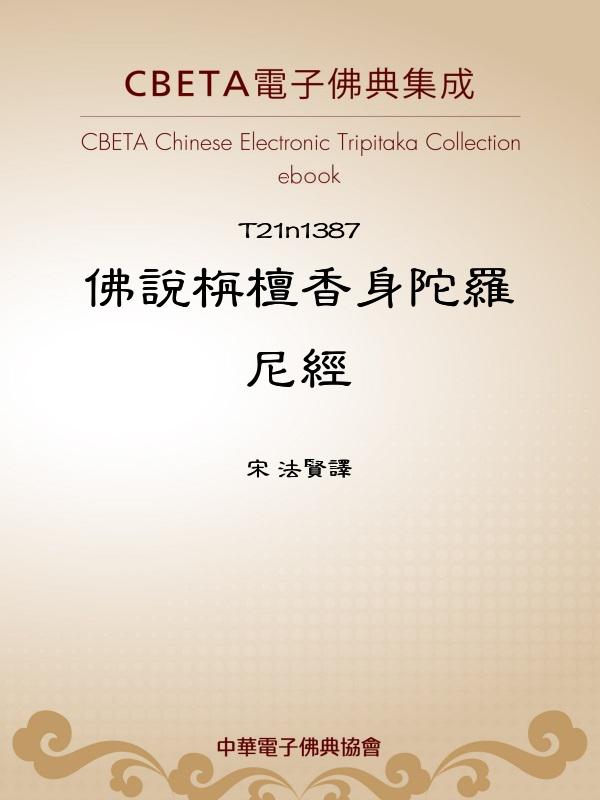 CBETA電子佛典集成
CBETA Chinese Electronic Tripitaka Collection
ebook
T21n1387
佛說栴檀香身陀羅
尼經
宋 法賢譯
中華電子佛典協會